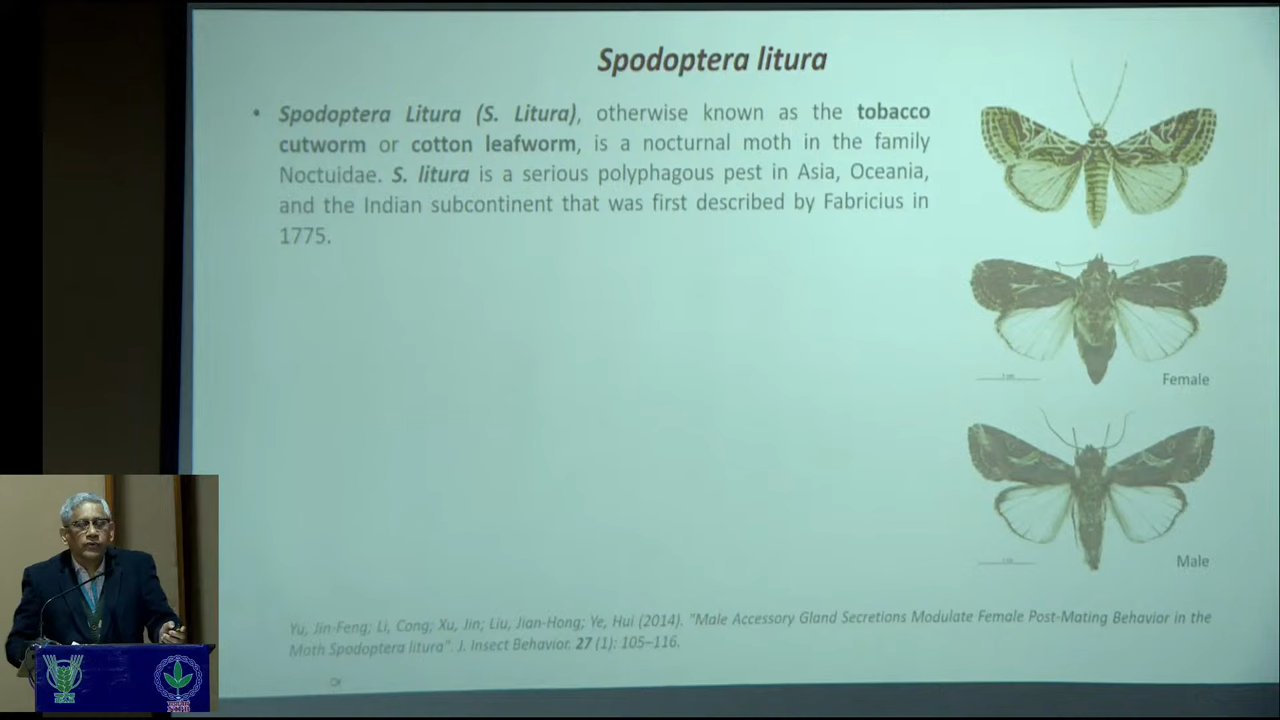 Spodoptera litura
• Spodoptera Litura (S. Litura), otherwise known as the tobacco
cutworm or cotton leafworm, is a nocturnal moth in the family
Noctuidae. S. litura is a serious polyphagous pest in Asia, Oceania,
and the Indian subcontinent that was first described by Fabricius in
1775.
Female
Male
Yu, Jin-Feng; Li, Cong; Xu, Jin; Liu, Jian-Hong; Ye, Hui (2014). "Male Accessory Gland Secretions Modulate Female Post-Mating Behavior in the
Moth Spodoptera litura". J. Insect Behavior. 27 (1): 105–116.